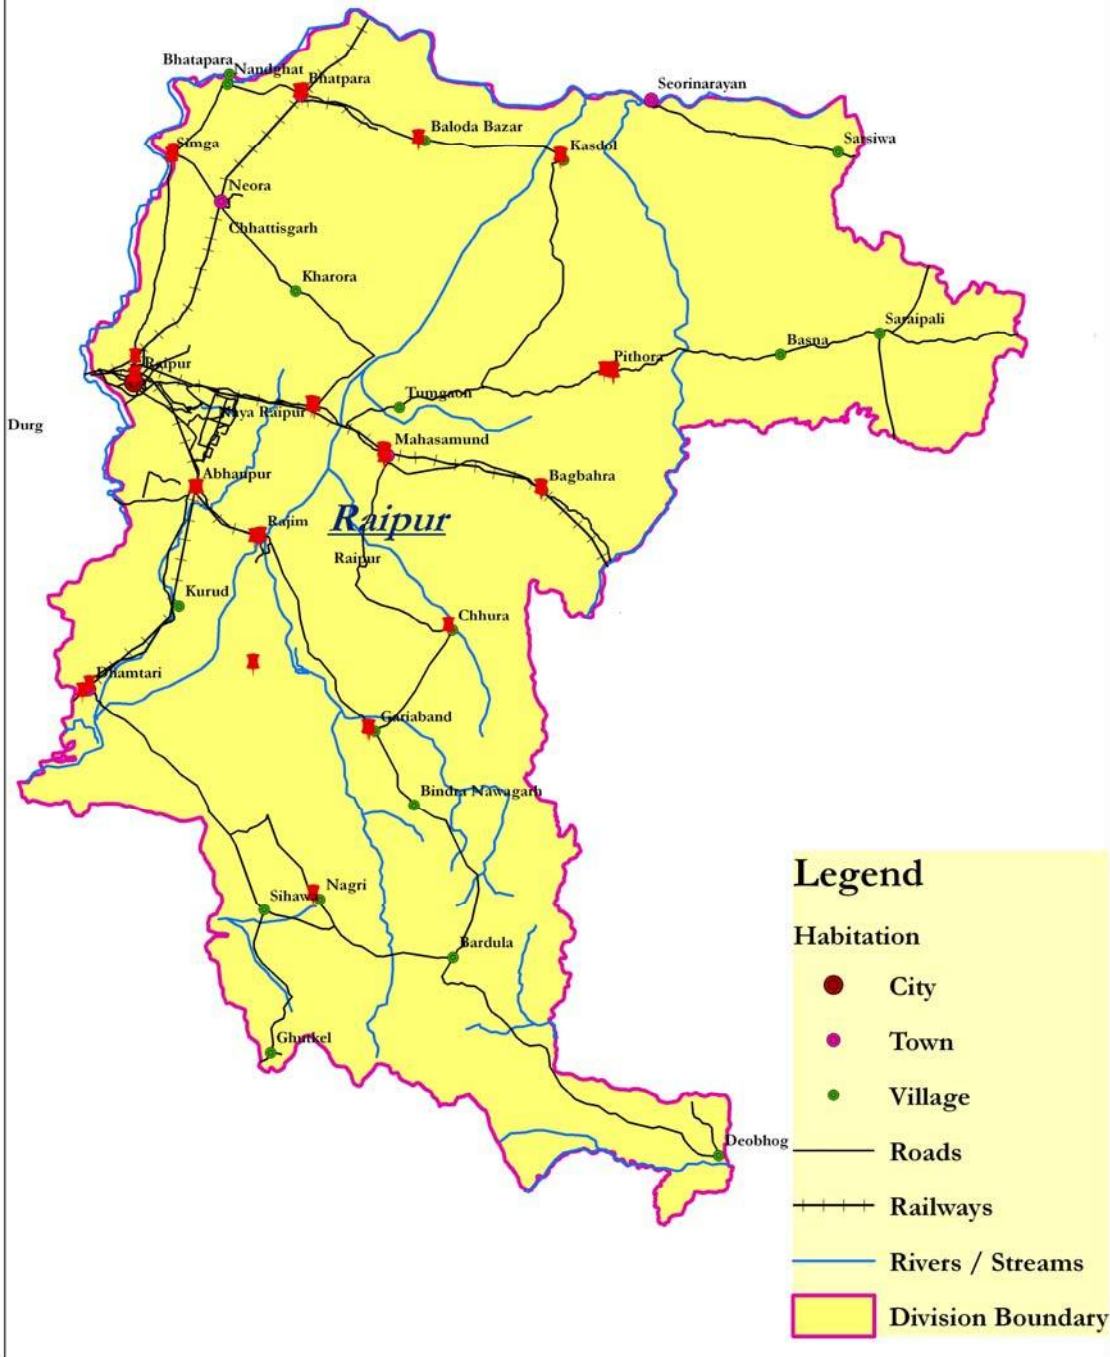 Bhatapara
Nandghat
Bhatpara
Seorinarayan
Baloda Bazar
Simga
Kasdol
Sarsiwa
Neora
Chhattisgarh
Kharora
Saraipali
Basna
Raipur
Pithora
Tumgaon
Naya Raipur
Durg
Mahasamund
Abhanpur
Bagbahra
Rajim
Raipur
Raipur
Kurud
Chhura
Dhamtari
Gariaband
Bindra Nawagarh
Nagri
Sihawa
Bardula
Ghutkel
Deobhog
Legend
Habitation
City
Town
Village
Roads
Railways
Rivers / Streams
Division Boundary